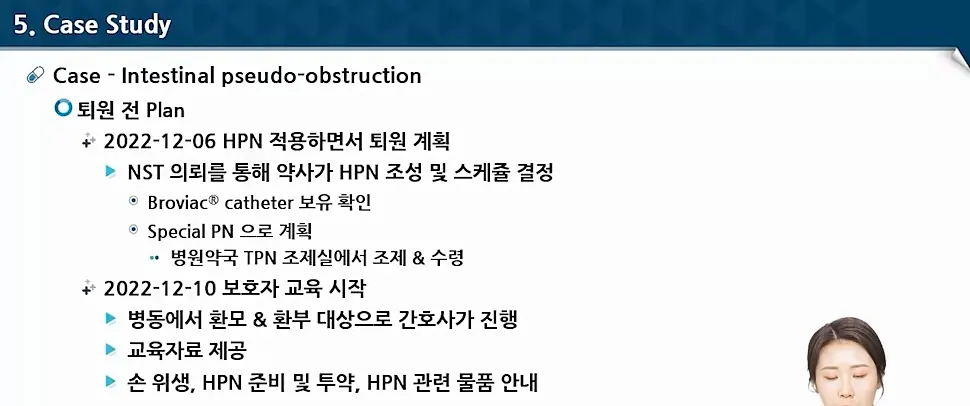 5. Case Study
Case - Intestinal pseudo-obstruction
퇴원 전 Plan
2022-12-06 HPN 적용하면서 퇴원 계획
NST 의뢰를 통해 약사가 HPN 조성 및 스케쥴 결정
Broviac® catheter 보유 확인
Special PN 으로 계획
병원약국 TPN 조제실에서 조제 & 수령
2022-12-10 보호자 교육 시작
병동에서 환모 & 환부 대상으로 간호사가 진행
교육자료 제공
손 위생, HPN 준비 및 투약, HPN 관련 물품 안내